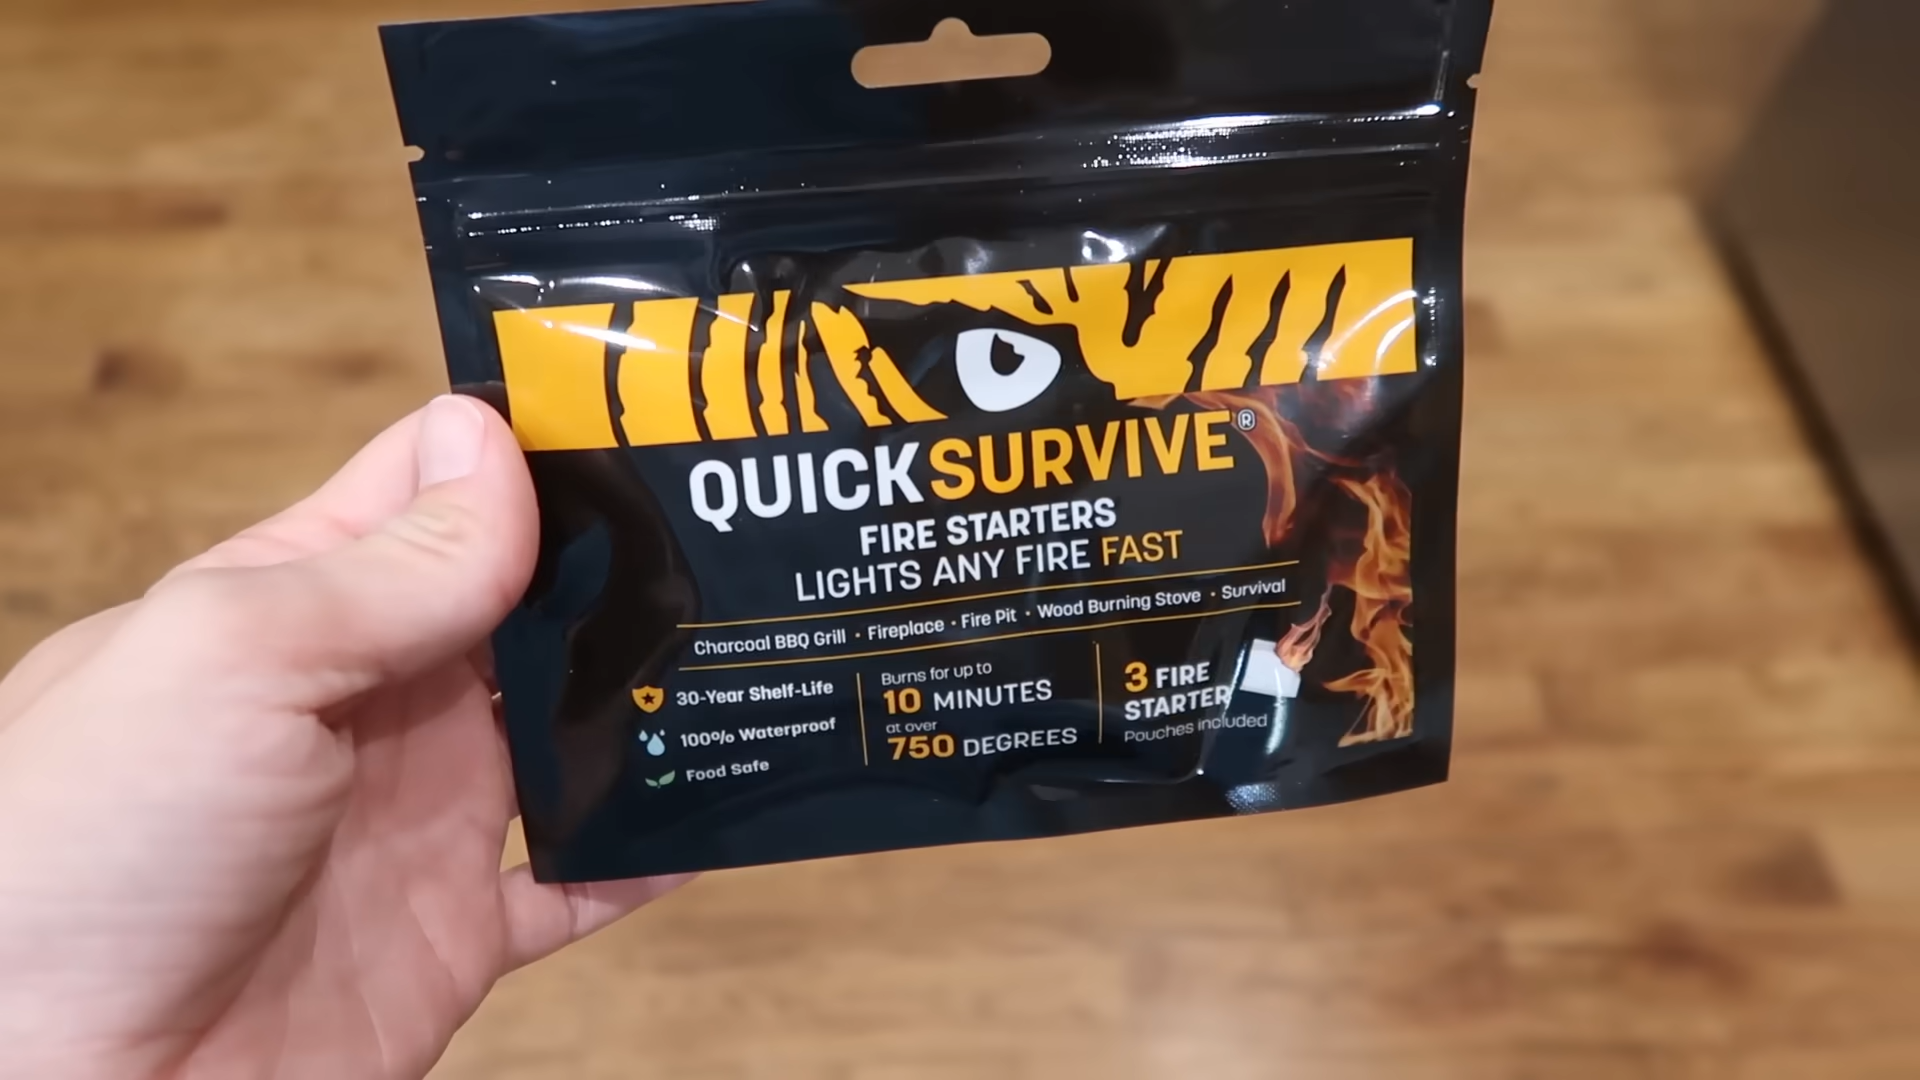 QUICKSURVIVE®
FIRE STARTERS
LIGHTS ANY FIRE FAST
Charcoal BBQ Grill • Fireplace • Fire Pit • Wood Burning Stove • Survival
30-Year Shelf-Life
100% Waterproof
Food Safe
Burns for up to
10 MINUTES
at over
750 DEGREES
3 FIRE
STARTER
Pouches included